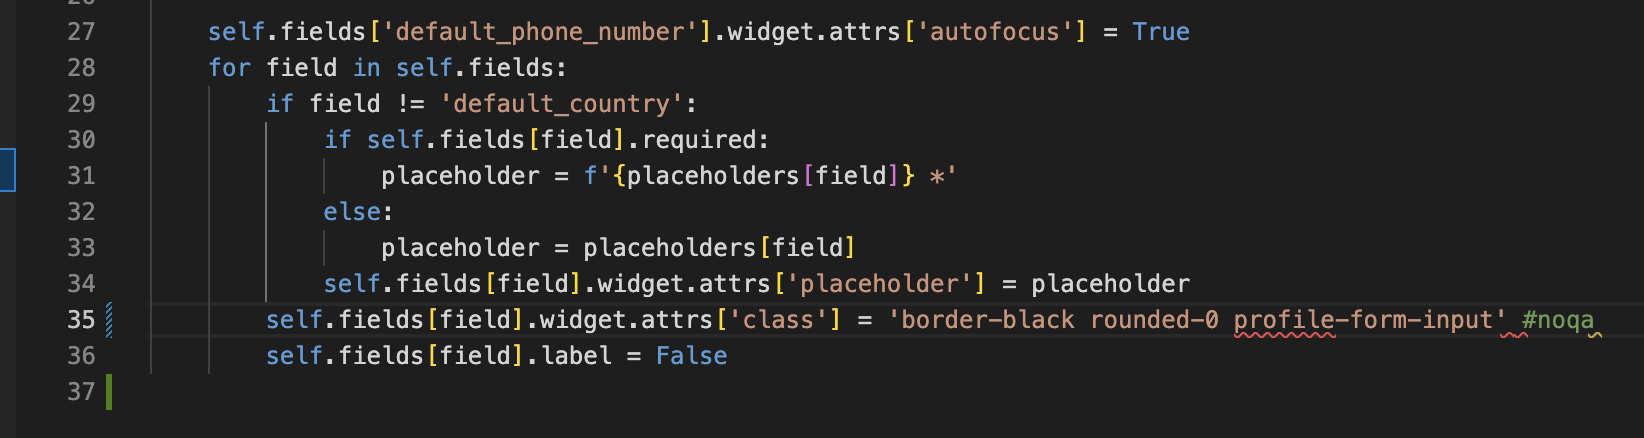 27 self.fields['default_phone_number'].widget.attrs['autofocus'] = True
28 for field in self.fields:
29 if field != 'default_country':
30 if self.fields[field].required:
31 placeholder = f'{placeholders[field]} *'
32 else:
33 placeholder = placeholders[field]
34 self.fields[field].widget.attrs['placeholder'] = placeholder
35 self.fields[field].widget.attrs['class'] = 'border-black rounded-0 profile-form-input' #noqa
36 self.fields[field].label = False
37